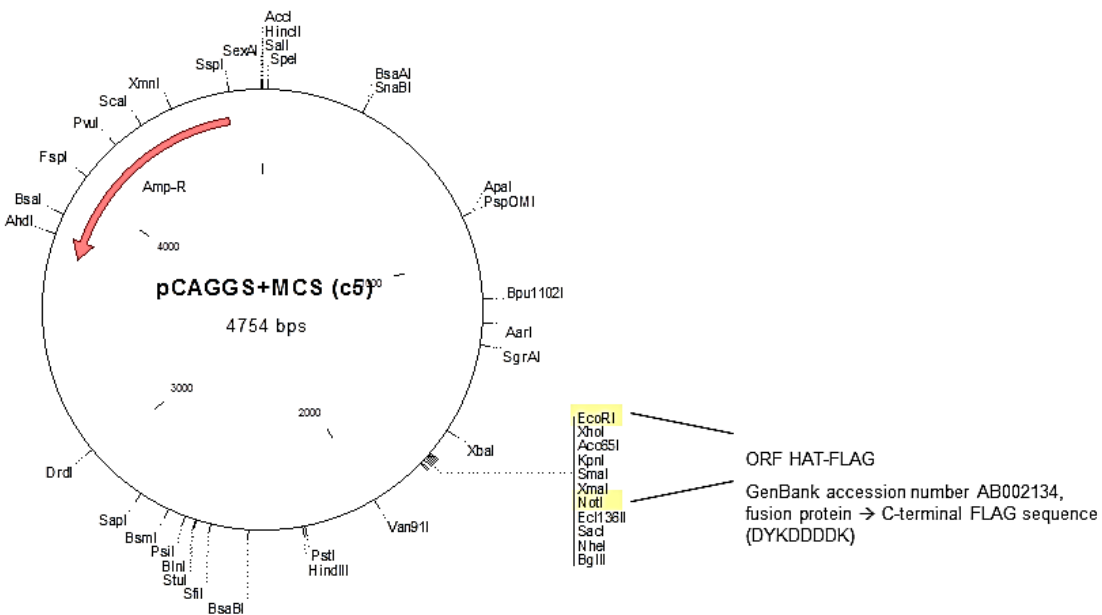 AccI
HincII
SalI
SpeI
SexAI
SspI
XmnI
ScaI
PvuI
FspI
BsaI
AhdI
BsaAI
SnaBI
ApaI
PspOMI
Bpu1102I
AarI
SgrAI
XbaI
Van91I
PstI
HindIII
BsaBI
SfiI
StuI
BlnI
PsiI
BsmI
SapI
DrdI
I
Amp-R
4000
3000
2000
pCAGGS+MCS (c5)
4754 bps
EcoRI
XhoI
Acc65I
KpnI
SmaI
XmaI
NotI
Ecl136II
SacI
NheI
BglII
ORF HAT-FLAG
GenBank accession number AB002134,
fusion protein → C-terminal FLAG sequence
(DYKDDDDK)